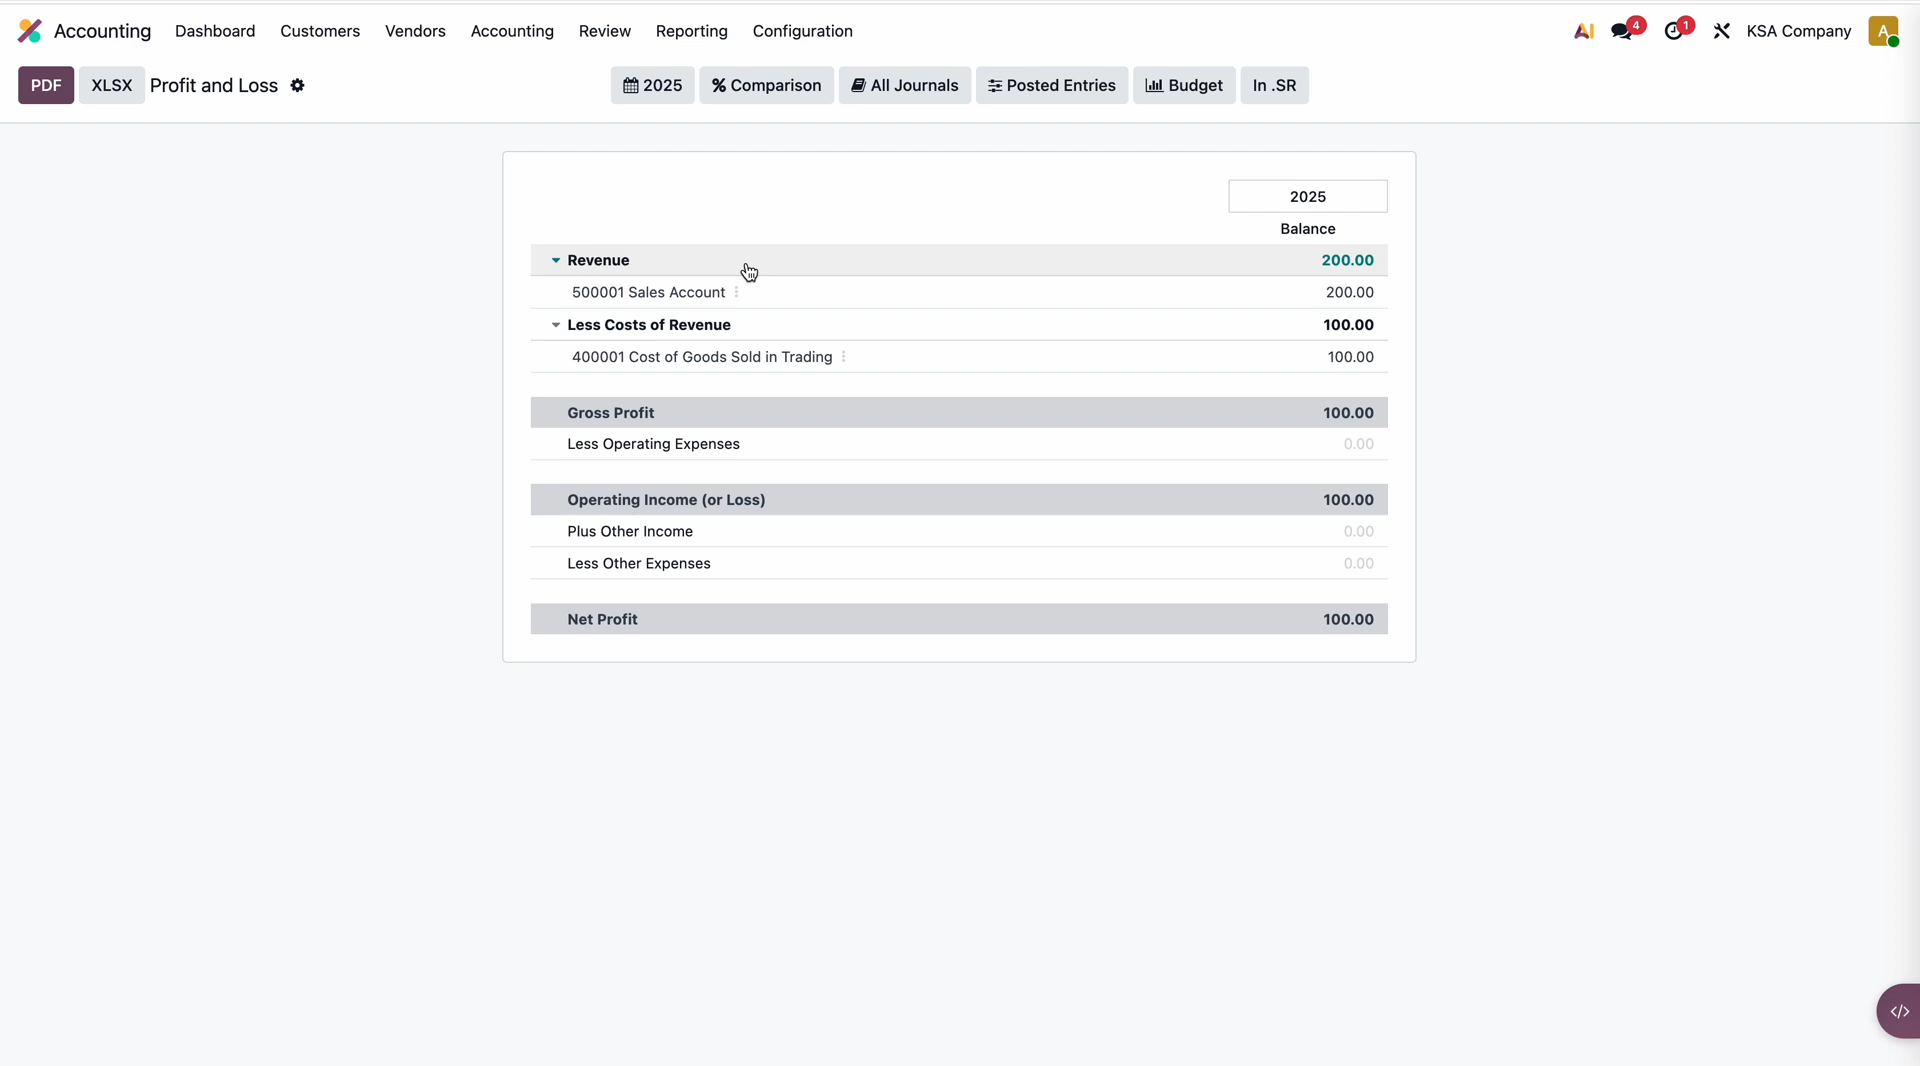 Accounting Dashboard Customers Vendors Accounting Review Reporting Configuration AI 4 1 KSA Company A
PDF XLSX Profit and Loss 2025 % Comparison All Journals Posted Entries Budget In .SR
2025
Balance
Revenue 200.00
500001 Sales Account 200.00
Less Costs of Revenue 100.00
400001 Cost of Goods Sold in Trading 100.00
Gross Profit 100.00
Less Operating Expenses 0.00
Operating Income (or Loss) 100.00
Plus Other Income 0.00
Less Other Expenses 0.00
Net Profit 100.00
</>